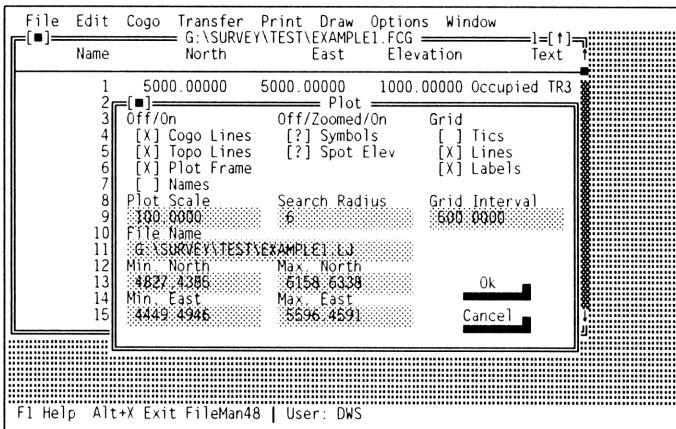 File Edit Cogo Transfer Print Draw Options Window
[■] G:\SURVEY\TEST\EXAMPLE1.FCG 1=[↑]
Name North East Elevation Text
1 5000.00000 5000.00000 1000.00000 Occupied TR3
2 [■] Plot
3 Off/On Off/Zoomed/On Grid
4 [X] Cogo Lines [?] Symbols [ ] Tics
5 [X] Topo Lines [?] Spot Elev [X] Lines
6 [X] Plot Frame [X] Labels
7 [ ] Names
8 Plot Scale Search Radius Grid Interval
9 100.0000 6 600.0000
10 File Name
11 G:\SURVEY\TEST\EXAMPLE1.LJ
12 Min. North Max. North
13 4827.4386 6158.6338 Ok
14 Min. East Max. East
15 4449.4946 5596.4591 Cancel
F1 Help Alt+X Exit FileMan48 | User: DWS